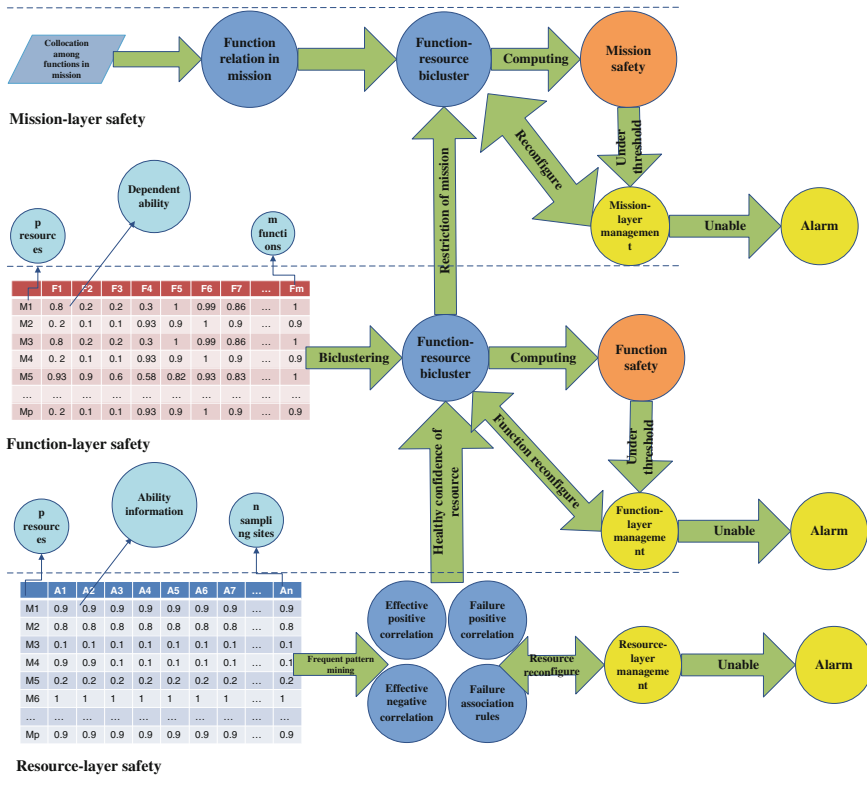 Collocation
among
functions in
mission
Function
relation in
mission
Function-
resource
bicluster
Computing
Mission
safety
Mission-layer safety
Reconfigure
Under
threshold
Restriction of mission
Mission-
layer
managemen
t
Unable
Alarm
p
resourc
es
Dependent
ability
m
functi
ons
F1 F2 F3 F4 F5 F6 F7 … Fm
M1 0.8 0.2 0.2 0.3 1 0.99 0.86 … 1
M2 0. 2 0.1 0.1 0.93 0.9 1 0.9 … 0.9
M3 0.8 0.2 0.2 0.3 1 0.99 0.86 … 1
M4 0.2 0.1 0.1 0.93 0.9 1 0.9 … 0.9
M5 0.93 0.9 0.6 0.58 0.82 0.93 0.83 … 1
… … … … … … … … … …
Mp 0. 2 0.1 0.1 0.93 0.9 1 0.9 … 0.9
Biclustering
Function-
resource
bicluster
Computing
Function
safety
Function-layer safety
Healthy confidence of
resource
Function reconfigure
Under
threshold
Function-
layer
managemen
t
Unable
Alarm
p
resourc
es
Ability
information
n
sampli
ng sites
A1 A2 A3 A4 A5 A6 A7 … An
M1 0.9 0.9 0.9 0.9 0.9 0.9 0.9 … 0.9
M2 0.8 0.8 0.8 0.8 0.8 0.8 0.8 … 0.8
M3 0.1 0.1 0.1 0.1 0.1 0.1 0.1 … 0.1
M4 0.9 0.9 0.1 0.1 0.1 0.1 0.1 … 0.1
M5 0.2 0.2 0.2 0.2 0.2 0.2 0.2 … 0.2
M6 1 1 1 1 1 1 1 … 1
… … … … … … … … … …
Mp 0.9 0.9 0.9 0.9 0.9 0.9 0.9 … 0.9
Frequent pattern
mining
Effective
positive
correlation
Failure
positive
correlation
Effective
negative
correlation
Failure
association
rules
Resource
reconfigure
Resource-
layer
manageme
nt
Unable
Alarm
Resource-layer safety